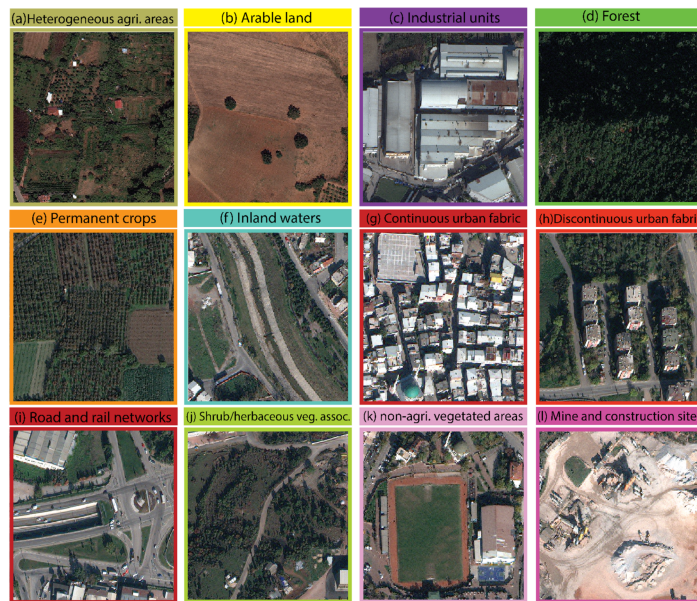 (a)Heterogeneous agri. areas
(b) Arable land
(c) Industrial units
(d) Forest
(e) Permanent crops
(f) Inland waters
(g) Continuous urban fabric
(h)Discontinuous urban fabri
(i) Road and rail networks
(j) Shrub/herbaceous veg. assoc.
(k) non-agri. vegetated areas
(l) Mine and construction site